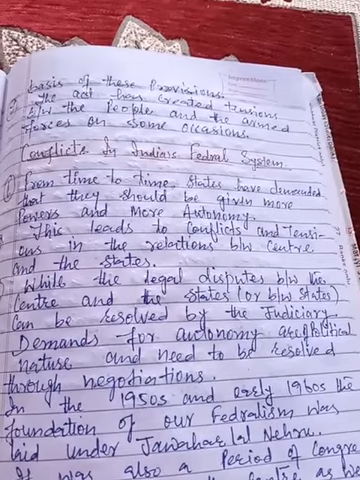 basis of these Provisions.
The act has created tensions
b/w the People and the armed
forces on some occasions.
Conflicts in India's Federal System
From time to time, States have demanded
that they should be given more
Powers and More Autonomy.
This leads to conflicts and Tensi-
ons in the relations b/w Centre
and the States.
While the legal disputes b/w the
Centre and the States (or b/w States)
Can be resolved by the Judiciary.
Demands for autonomy are of Political
nature and need to be resolved
through negotiations.
In the 1950s and early 1960s the
foundation of our Federalism was
laid under Jawahar lal Nehru.
It was also a Period of Congre